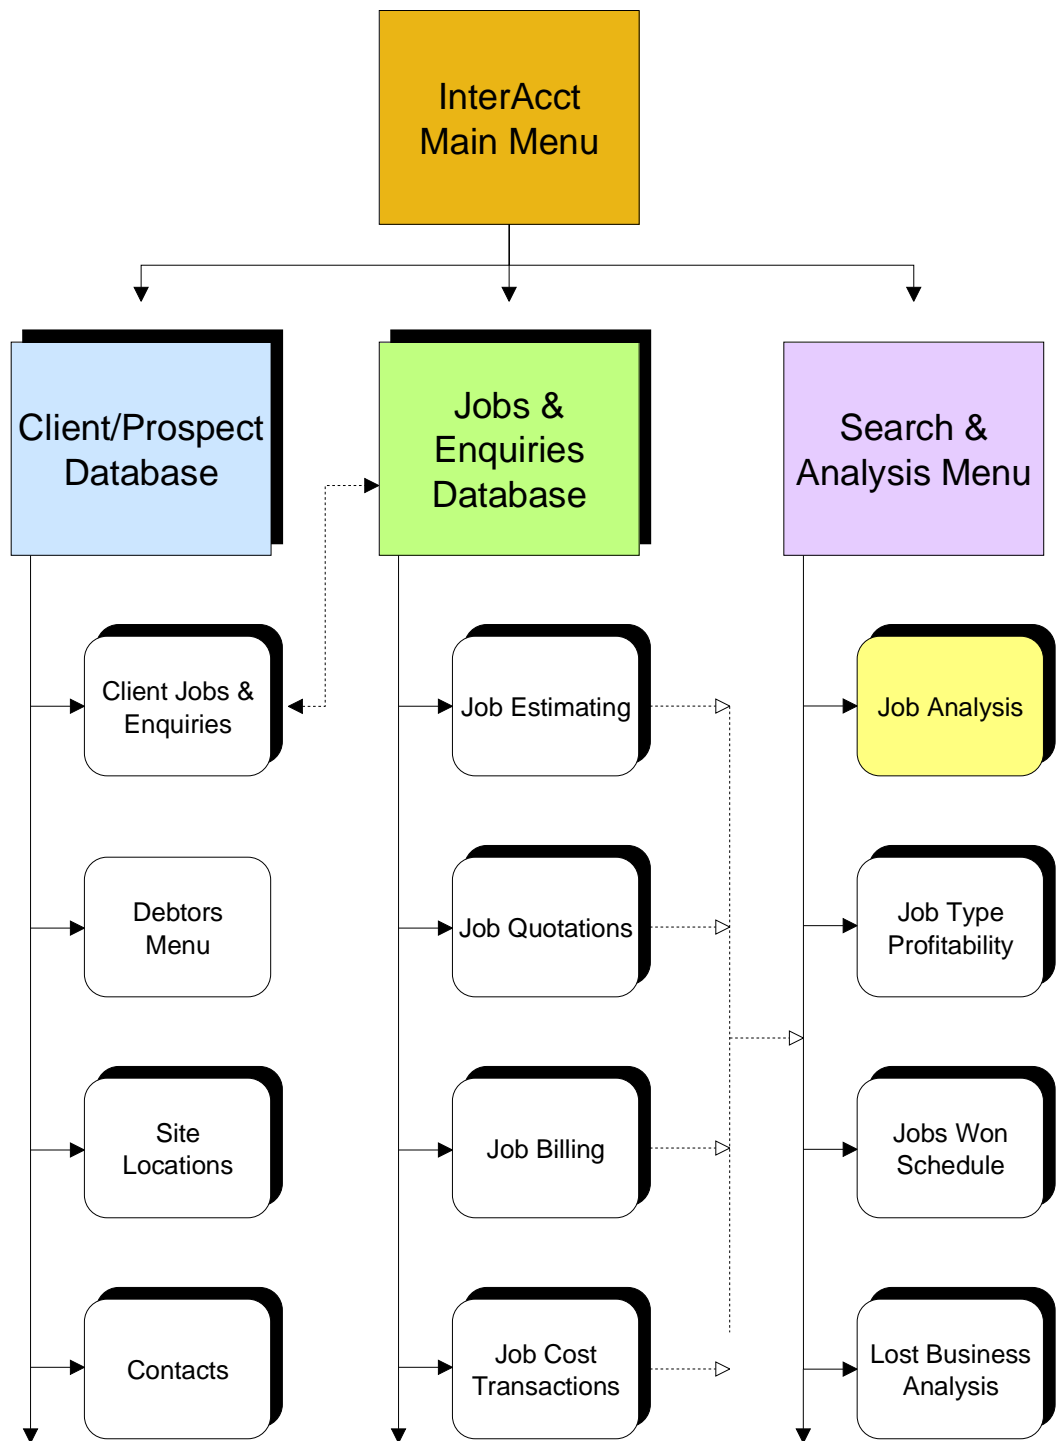 InterAcct
Main Menu
Client/Prospect
Database
Jobs &
Enquiries
Database
Search &
Analysis Menu
Client Jobs &
Enquiries
Job Estimating
Job Analysis
Debtors
Menu
Job Quotations
Job Type
Profitability
Site
Locations
Job Billing
Jobs Won
Schedule
Contacts
Job Cost
Transactions
Lost Business
Analysis